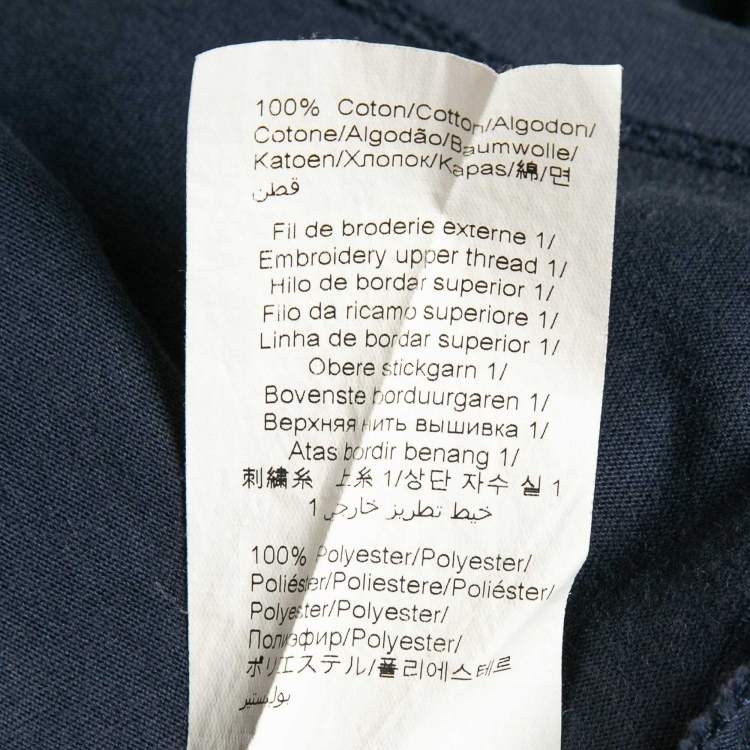 100% Coton/Cotton/Algodon/
Cotone/Algodão/Baumwolle/
Katoen/Хлопок/Kapas/綿/면
قطن
Fil de broderie externe 1/
Embroidery upper thread 1/
Hilo de bordar superior 1/
Filo da ricamo superiore 1/
Linha de bordar superior 1/
Obere stickgarn 1/
Bovenste borduurgaren 1/
Верхняя нить вышивка 1/
Atas bordir benang 1/
刺繍糸 上糸 1/상단 자수 실 1
خيط تطريز خارجي 1
100% Polyester/Polyester/
Poliéster/Poliestere/Poliéster/
Polyester/Polyester/
Полиэфир/Polyester/
ポリエステル/폴리에스테르
بوليستير